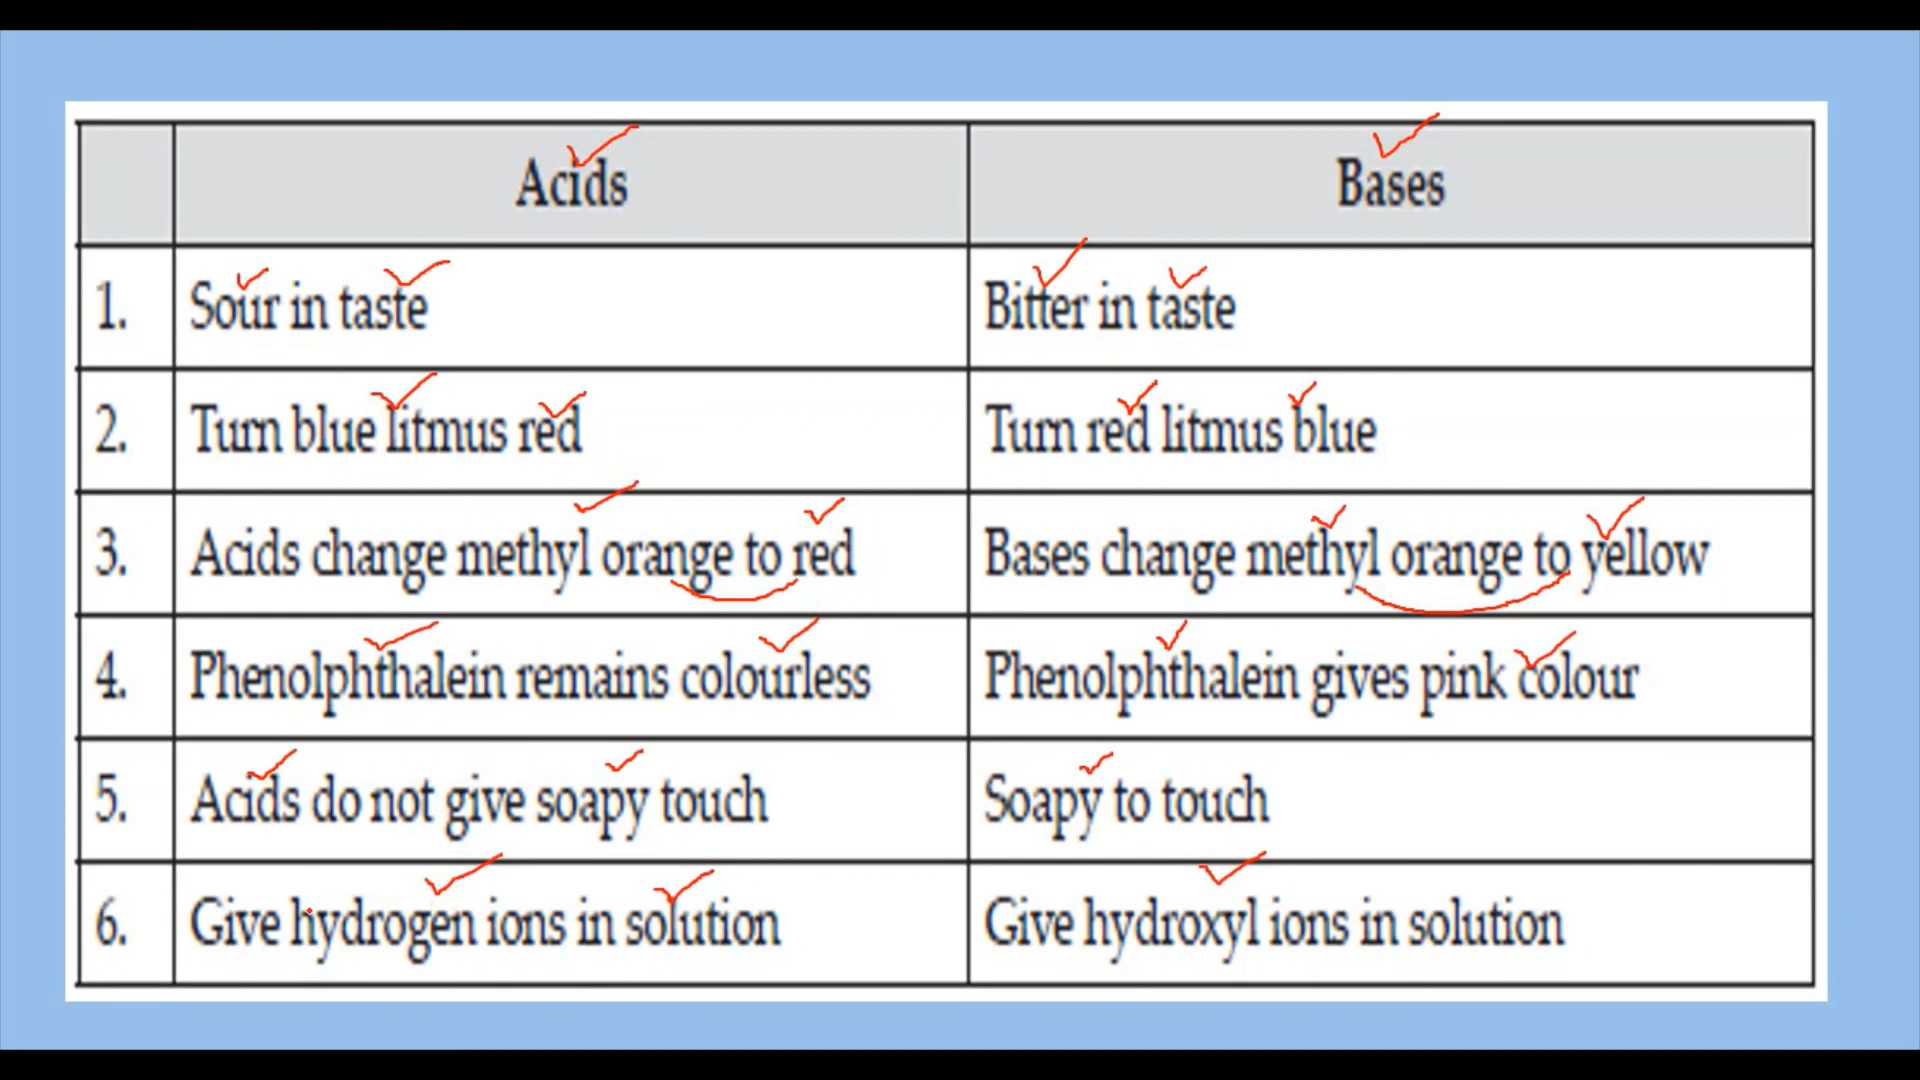 Acids Bases
1. Sour in taste Bitter in taste
2. Turn blue litmus red Turn red litmus blue
3. Acids change methyl orange to red Bases change methyl orange to yellow
4. Phenolphthalein remains colourless Phenolphthalein gives pink colour
5. Acids do not give soapy touch Soapy to touch
6. Give hydrogen ions in solution Give hydroxyl ions in solution